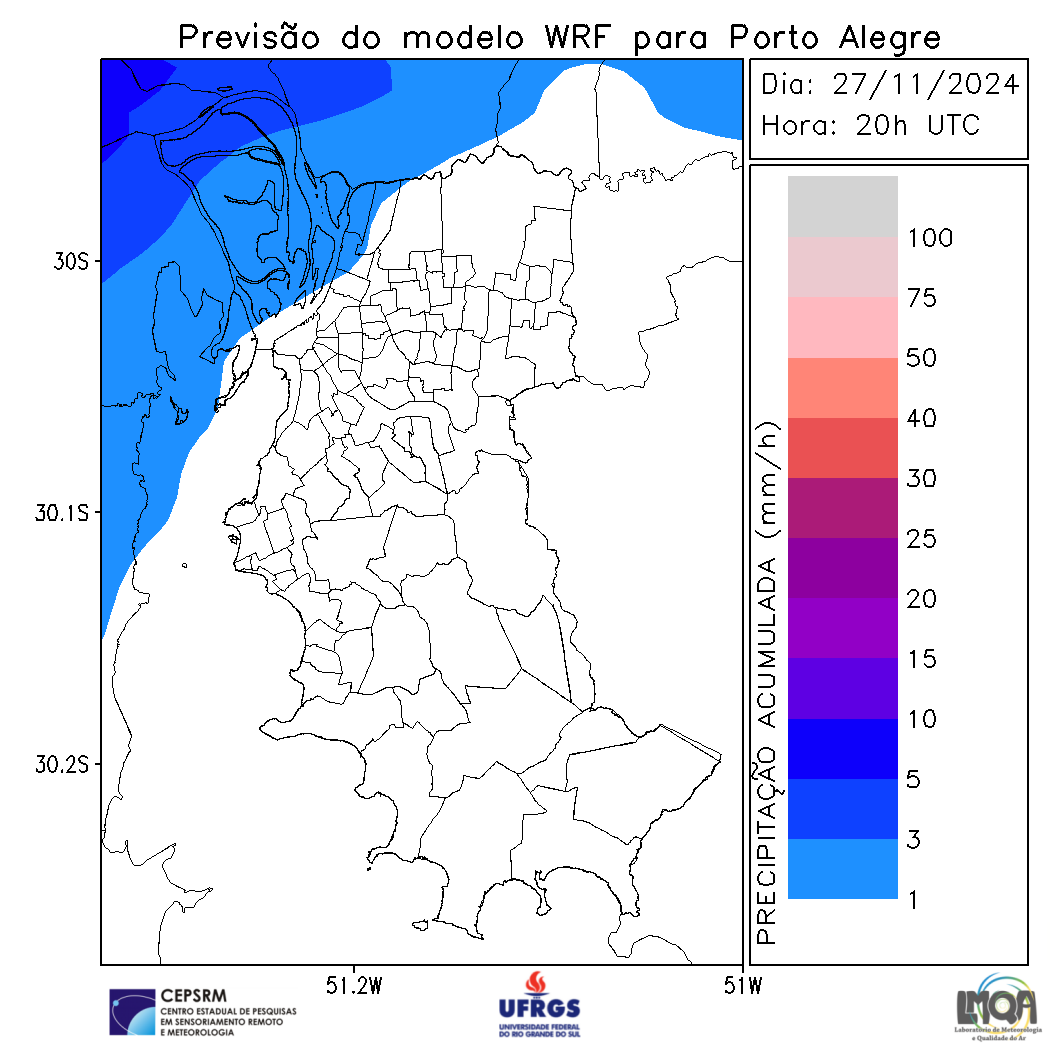 Previsão do modelo WRF para Porto Alegre
Dia: 27/11/2024
Hora: 20h UTC
30S
30.1S
30.2S
51.2W
51W
PRECIPITAÇÃO ACUMULADA (mm/h)
100
75
50
40
30
25
20
15
10
5
3
1
CEPSRM
CENTRO ESTADUAL DE PESQUISAS
EM SENSORIAMENTO REMOTO
E METEOROLOGIA
UFRGS
UNIVERSIDADE FEDERAL
DO RIO GRANDE DO SUL
LMQA
Laboratório de Meteorologia
e Qualidade do Ar